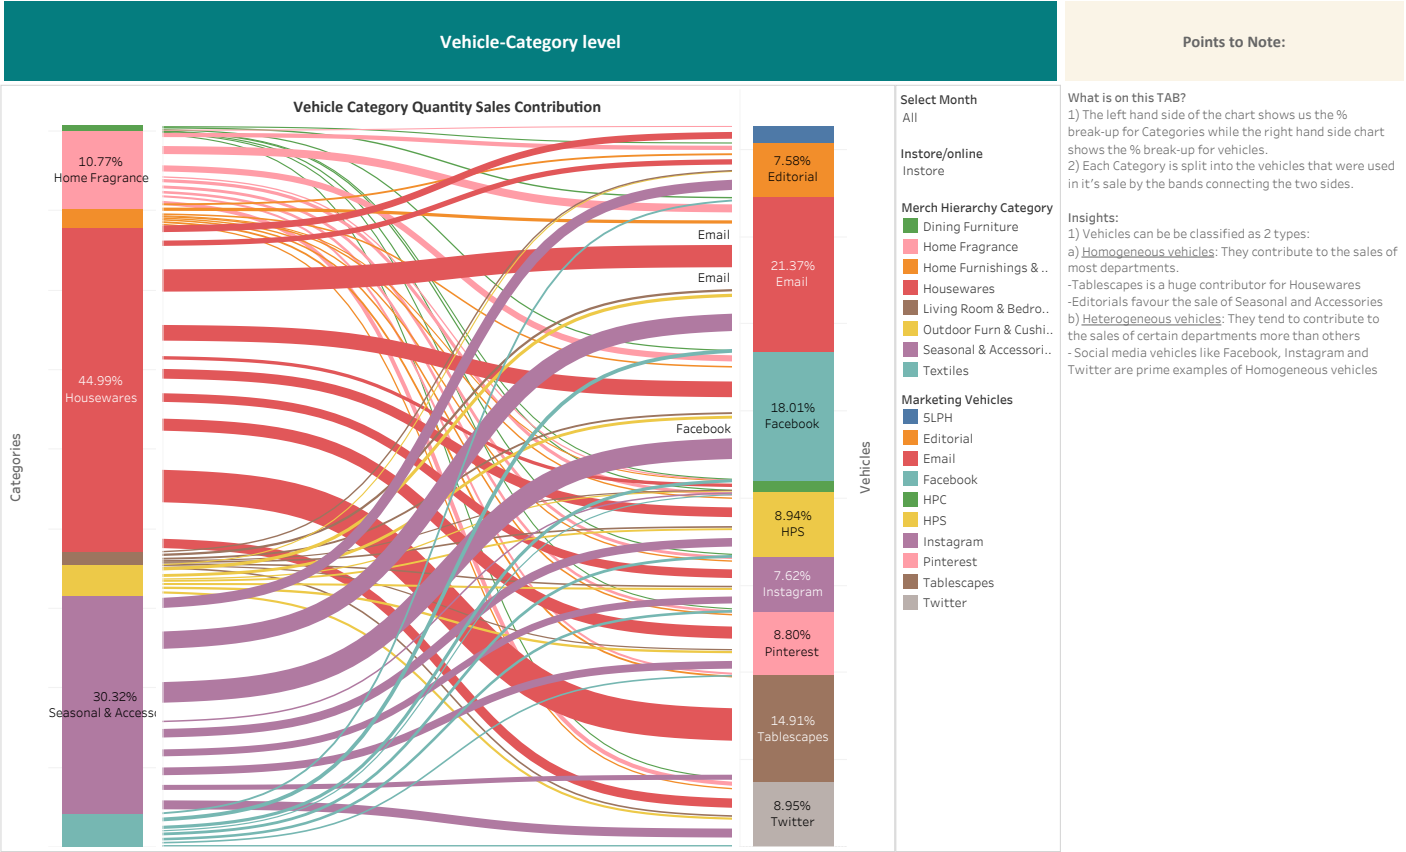 Vehicle-Category level
Points to Note:
Vehicle Category Quantity Sales Contribution
Categories
10.77%
Home Fragrance
44.99%
Housewares
30.32%
Seasonal & Access
Email
Email
Facebook
7.58%
Editorial
21.37%
Email
18.01%
Facebook
8.94%
HPS
7.62%
Instagram
8.80%
Pinterest
14.91%
Tablescapes
8.95%
Twitter
Vehicles
Select Month
All
Instore/online
Instore
Merch Hierarchy Category
Dining Furniture
Home Fragrance
Home Furnishings & ..
Housewares
Living Room & Bedro..
Outdoor Furn & Cushi..
Seasonal & Accessori..
Textiles
Marketing Vehicles
5LPH
Editorial
Email
Facebook
HPC
HPS
Instagram
Pinterest
Tablescapes
Twitter
What is on this TAB?
1) The left hand side of the chart shows us the %
break-up for Categories while the right hand side chart
shows the % break-up for vehicles.
2) Each Category is split into the vehicles that were used
in it's sale by the bands connecting the two sides.
Insights:
1) Vehicles can be be classified as 2 types:
a) Homogeneous vehicles: They contribute to the sales of
most departments.
-Tablescapes is a huge contributor for Housewares
-Editorials favour the sale of Seasonal and Accessories
b) Heterogeneous vehicles: They tend to contribute to
the sales of certain departments more than others
- Social media vehicles like Facebook, Instagram and
Twitter are prime examples of Homogeneous vehicles